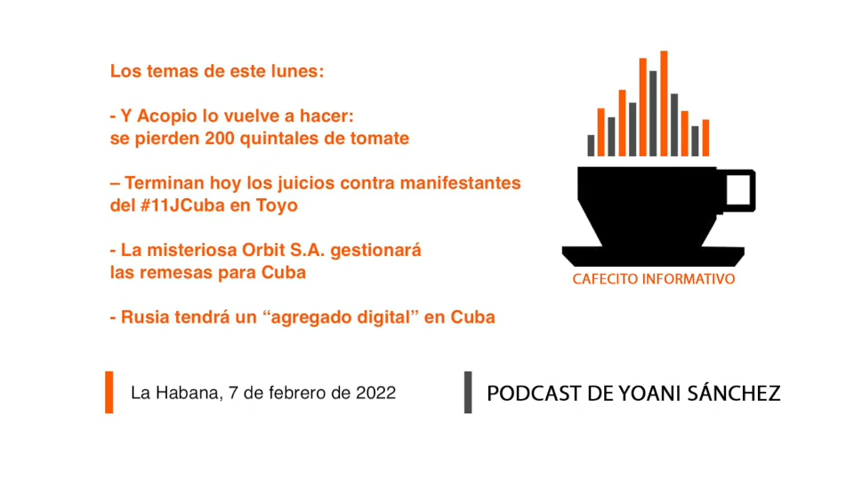 Los temas de este lunes:
- Y Acopio lo vuelve a hacer:
se pierden 200 quintales de tomate
– Terminan hoy los juicios contra manifestantes
del #11JCuba en Toyo
- La misteriosa Orbit S.A. gestionará
las remesas para Cuba
- Rusia tendrá un “agregado digital” en Cuba
CAFECITO INFORMATIVO
La Habana, 7 de febrero de 2022
PODCAST DE YOANI SÁNCHEZ